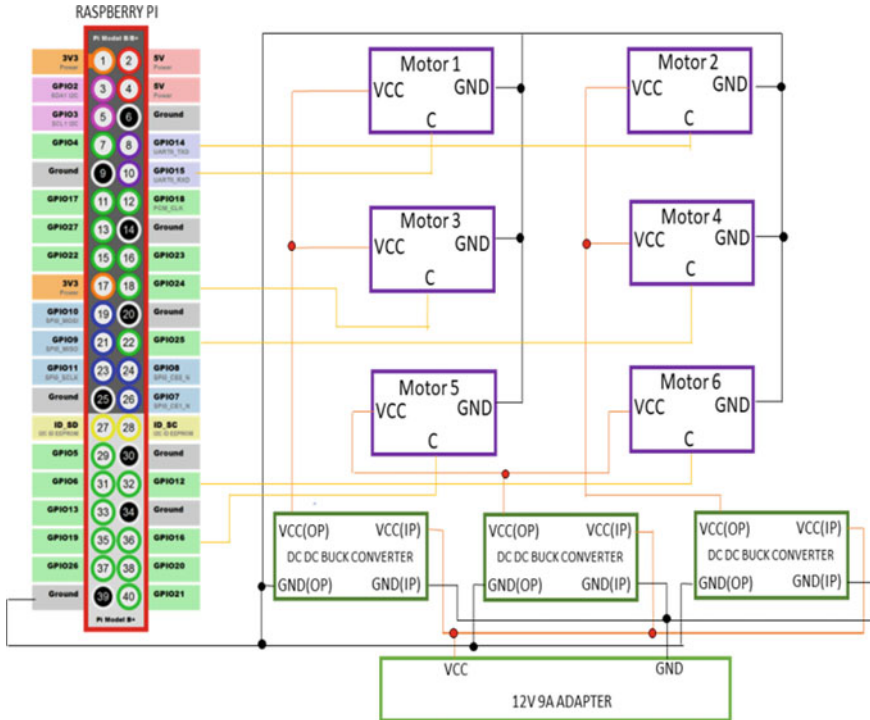 RASPBERRY PI
Pi Model B/B+
3V3
Power
1
2
5V
Power
GPIO2
SDA1 I2C
3
4
5V
Power
GPIO3
SCL1 I2C
5
6
Ground
GPIO4
7
8
GPIO14
UART0_TXD
Ground
9
10
GPIO15
UART0_RXD
GPIO17
11
12
GPIO18
PCM_CLK
GPIO27
13
14
Ground
GPIO22
15
16
GPIO23
3V3
Power
17
18
GPIO24
GPIO10
SPI0_MOSI
19
20
Ground
GPIO9
SPI0_MISO
21
22
GPIO25
GPIO11
SPI0_SCLK
23
24
GPIO8
SPI0_CE0_N
Ground
25
26
GPIO7
SPI0_CE1_N
ID_SD
I2C ID EEPROM
27
28
ID_SC
I2C ID EEPROM
GPIO5
29
30
Ground
GPIO6
31
32
GPIO12
GPIO13
33
34
Ground
GPIO19
35
36
GPIO16
GPIO26
37
38
GPIO20
Ground
39
40
GPIO21
Pi Model B+
Motor 1
VCC
GND
C
Motor 2
VCC
GND
C
Motor 3
VCC
GND
C
Motor 4
VCC
GND
C
Motor 5
VCC
GND
C
Motor 6
VCC
GND
C
VCC(OP)
VCC(IP)
DC DC BUCK CONVERTER
GND(OP)
GND(IP)
VCC(OP)
VCC(IP)
DC DC BUCK CONVERTER
GND(OP)
GND(IP)
VCC(OP)
VCC(IP)
DC DC BUCK CONVERTER
GND(OP)
GND(IP)
VCC
GND
12V 9A ADAPTER